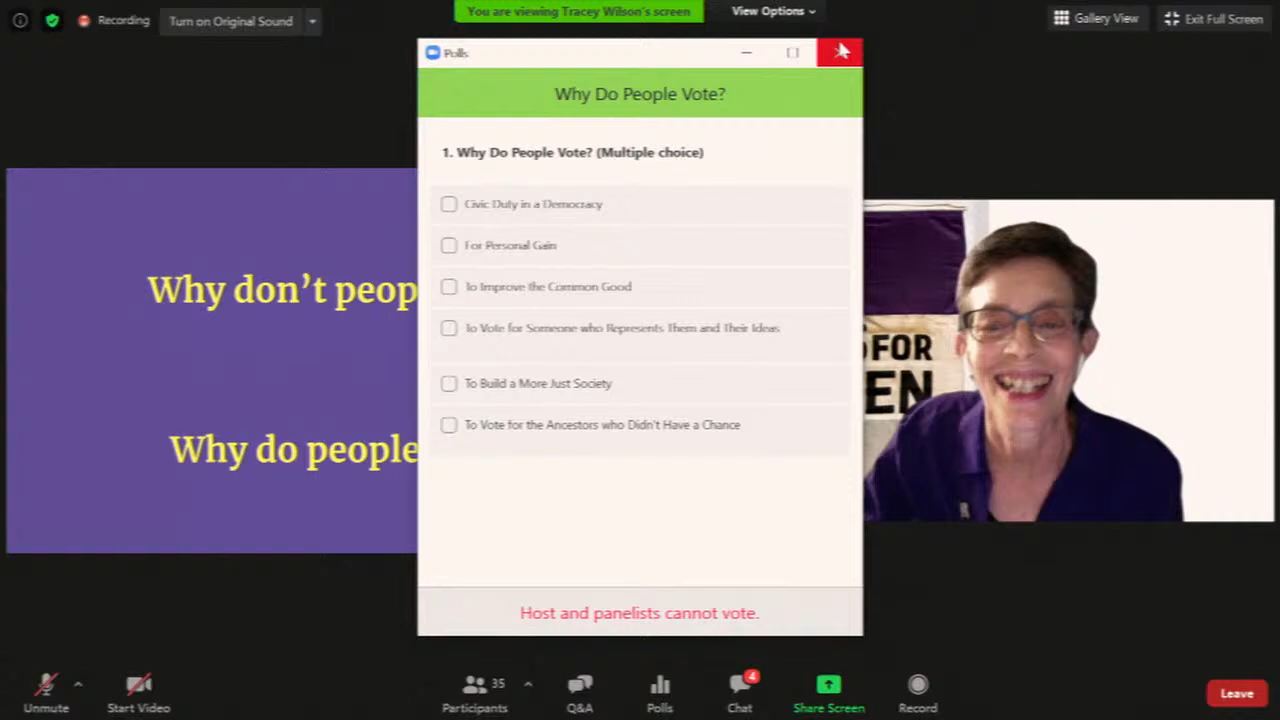 Recording
Turn on Original Sound
You are viewing Tracey Wilson's screen
View Options
Gallery View
Exit Full Screen
Polls
Why Do People Vote?
1. Why Do People Vote? (Multiple choice)
Civic Duty in a Democracy
For Personal Gain
To Improve the Common Good
To Vote for Someone who Represents Them and Their Ideas
To Build a More Just Society
To Vote for the Ancestors who Didn't Have a Chance
Host and panelists cannot vote.
Why don't peop
Why do people
FOR
EN
Unmute
Start Video
35
Participants
Q&A
Polls
4
Chat
Share Screen
Record
Leave